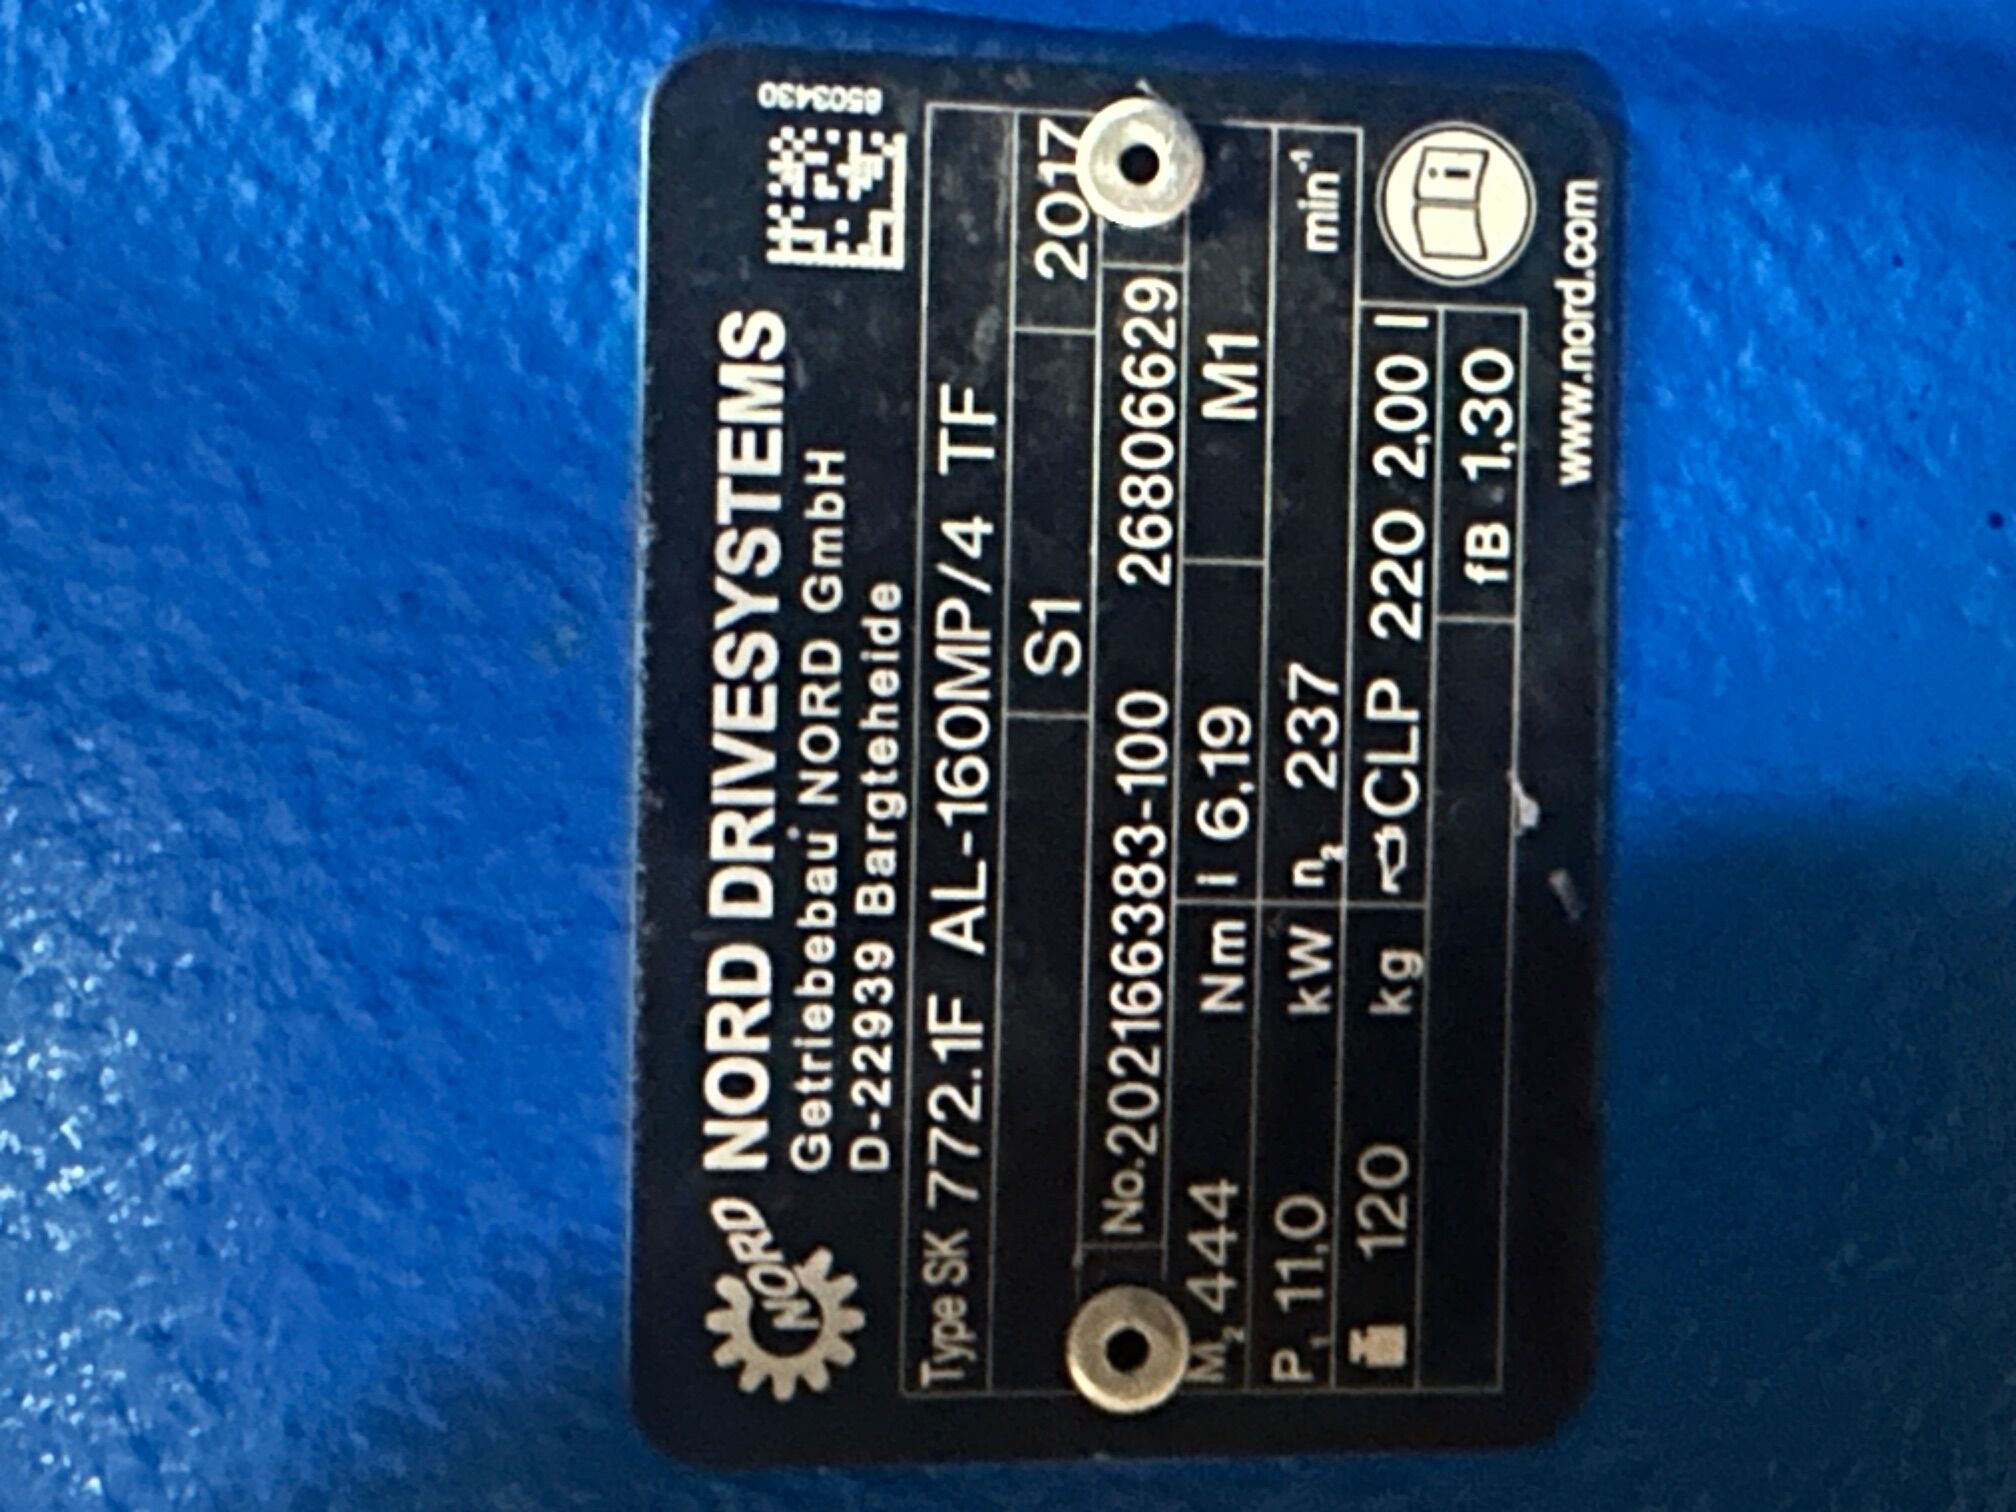 NORD
NORD DRIVESYSTEMS
Getriebebau NORD GmbH
D-22939 Bargteheide
8503430
Type SK 772.1F AL-160MP/4 TF
S1 2017
No. 202166383-100 26806629
M2 444 Nm i 6,19 M1
P1 11,0 kW n2 237 min-1
120 kg CLP 220 2,00 l
fB 1,30
i
www.nord.com